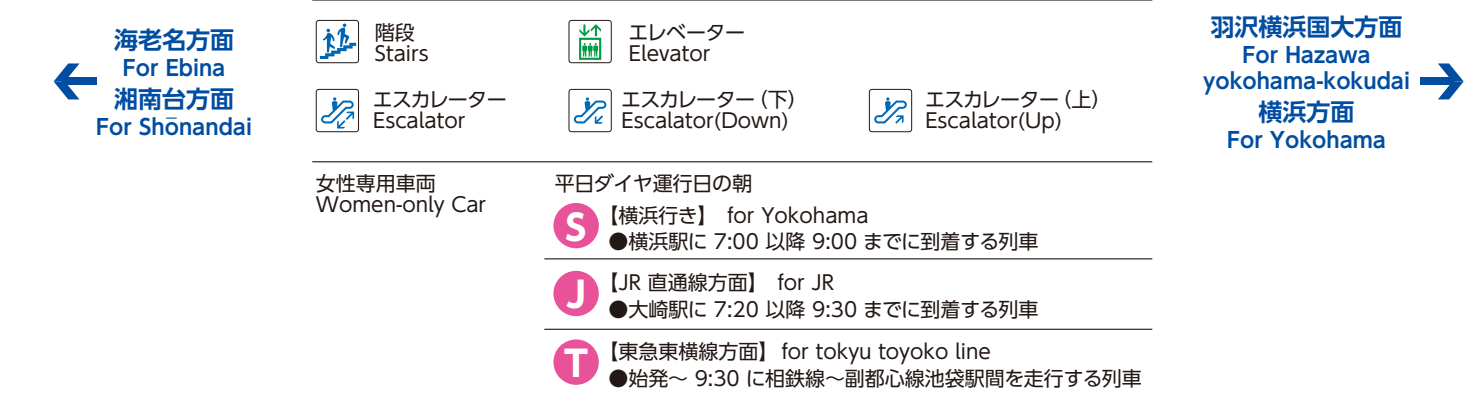 海老名方面
For Ebina
湘南台方面
For Shōnandai
階段
Stairs
エレベーター
Elevator
エスカレーター
Escalator
エスカレーター（下）
Escalator(Down)
エスカレーター（上）
Escalator(Up)
羽沢横浜国大方面
For Hazawa
yokohama-kokudai
横浜方面
For Yokohama
女性専用車両
Women-only Car
平日ダイヤ運行日の朝
S
【横浜行き】 for Yokohama
●横浜駅に 7:00 以降 9:00 までに到着する列車
J
【JR 直通線方面】 for JR
●大崎駅に 7:20 以降 9:30 までに到着する列車
T
【東急東横線方面】 for tokyu toyoko line
●始発～ 9:30 に相鉄線～副都心線池袋駅間を走行する列車